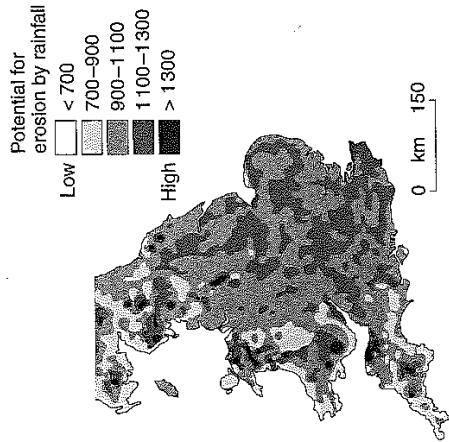 Potential for
erosion by rainfall
Low < 700
700–900
900–1100
1100–1300
High > 1300
0 km 150